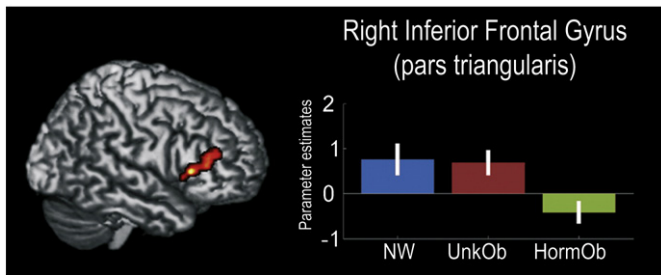 Right Inferior Frontal Gyrus
(pars triangularis)
Parameter estimates
2
1
0
-1
NW UnkOb HormOb